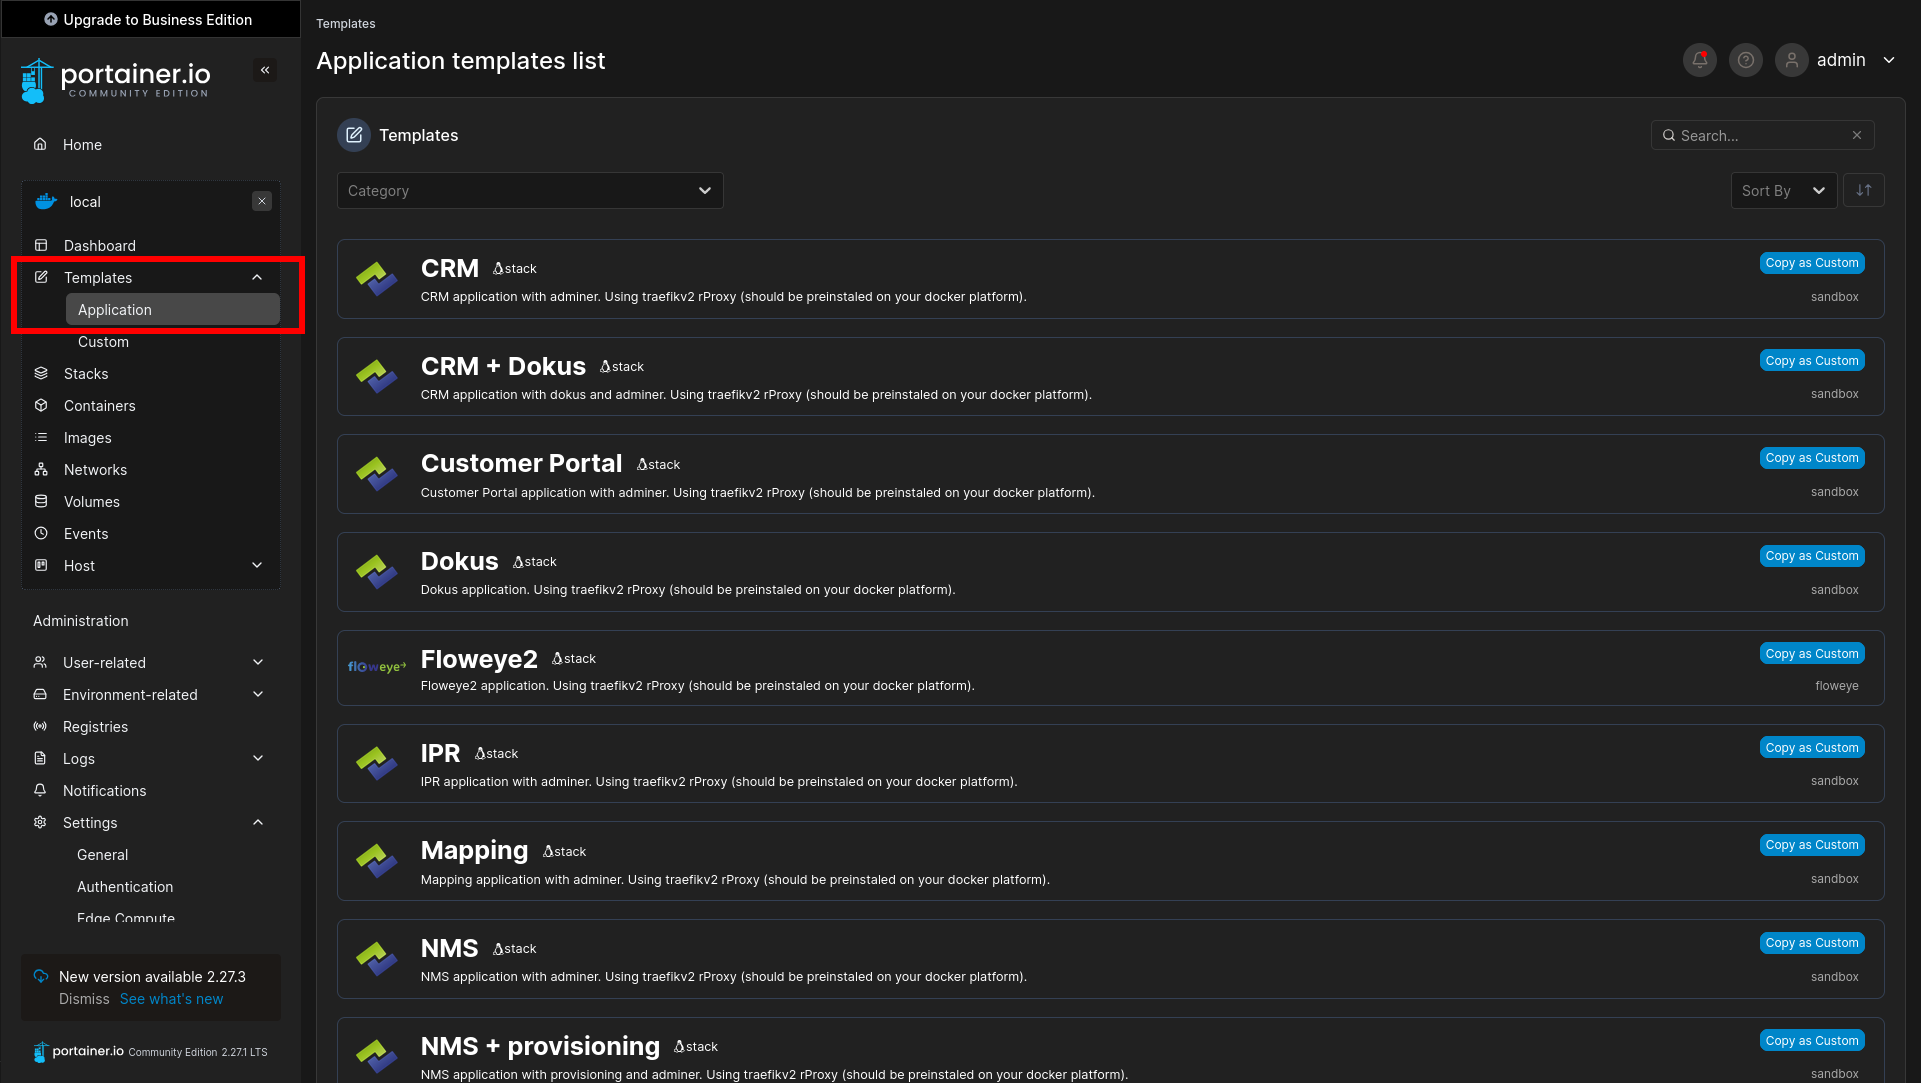 Upgrade to Business Edition
portainer.io
COMMUNITY EDITION
Home
local
Dashboard
Templates
Application
Custom
Stacks
Containers
Images
Networks
Volumes
Events
Host
Administration
User-related
Environment-related
Registries
Logs
Notifications
Settings
General
Authentication
Edge Compute
New version available 2.27.3
Dismiss See what's new
portainer.io Community Edition 2.27.1 LTS
Templates
Application templates list
admin
Templates
Search...
Category
Sort By
CRM stack
Copy as Custom
CRM application with adminer. Using traefikv2 rProxy (should be preinstaled on your docker platform).
sandbox
CRM + Dokus stack
Copy as Custom
CRM application with dokus and adminer. Using traefikv2 rProxy (should be preinstaled on your docker platform).
sandbox
Customer Portal stack
Copy as Custom
Customer Portal application with adminer. Using traefikv2 rProxy (should be preinstaled on your docker platform).
sandbox
Dokus stack
Copy as Custom
Dokus application. Using traefikv2 rProxy (should be preinstaled on your docker platform).
sandbox
floweye
Floweye2 stack
Copy as Custom
Floweye2 application. Using traefikv2 rProxy (should be preinstaled on your docker platform).
floweye
IPR stack
Copy as Custom
IPR application with adminer. Using traefikv2 rProxy (should be preinstaled on your docker platform).
sandbox
Mapping stack
Copy as Custom
Mapping application with adminer. Using traefikv2 rProxy (should be preinstaled on your docker platform).
sandbox
NMS stack
Copy as Custom
NMS application with adminer. Using traefikv2 rProxy (should be preinstaled on your docker platform).
sandbox
NMS + provisioning stack
Copy as Custom
NMS application with provisioning and adminer. Using traefikv2 rProxy (should be preinstaled on your docker platform).
sandbox